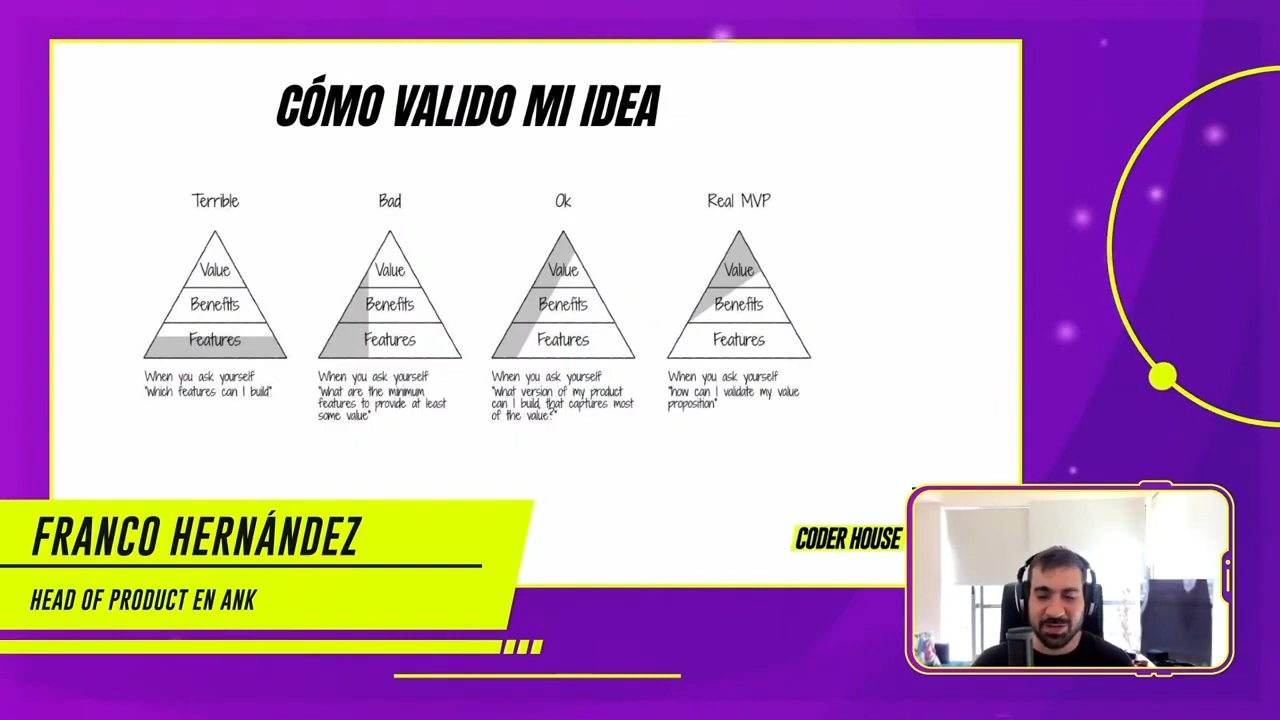 CÓMO VALIDO MI IDEA
Terrible
Value
Benefits
Features
When you ask yourself
"Which features can I build"
Bad
Value
Benefits
Features
When you ask yourself
"What are the minimum
features to provide at least
some value"
Ok
Value
Benefits
Features
When you ask yourself
"What version of my product
can I build, that captures most
of the value?"
Real MVP
Value
Benefits
Features
When you ask yourself
"how can I validate my value
proposition"
FRANCO HERNÁNDEZ
HEAD OF PRODUCT EN ANK
CODER HOUSE